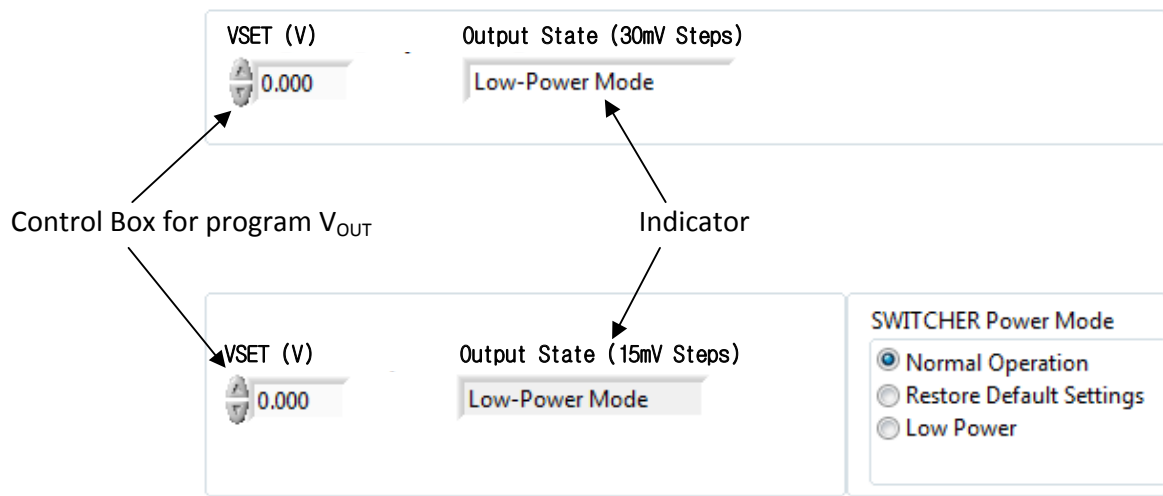 VSET (V)
Output State (30mV Steps)
0.000
Low-Power Mode
Control Box for program VOUT
Indicator
VSET (V)
Output State (15mV Steps)
0.000
Low-Power Mode
SWITCHER Power Mode
Normal Operation
Restore Default Settings
Low Power